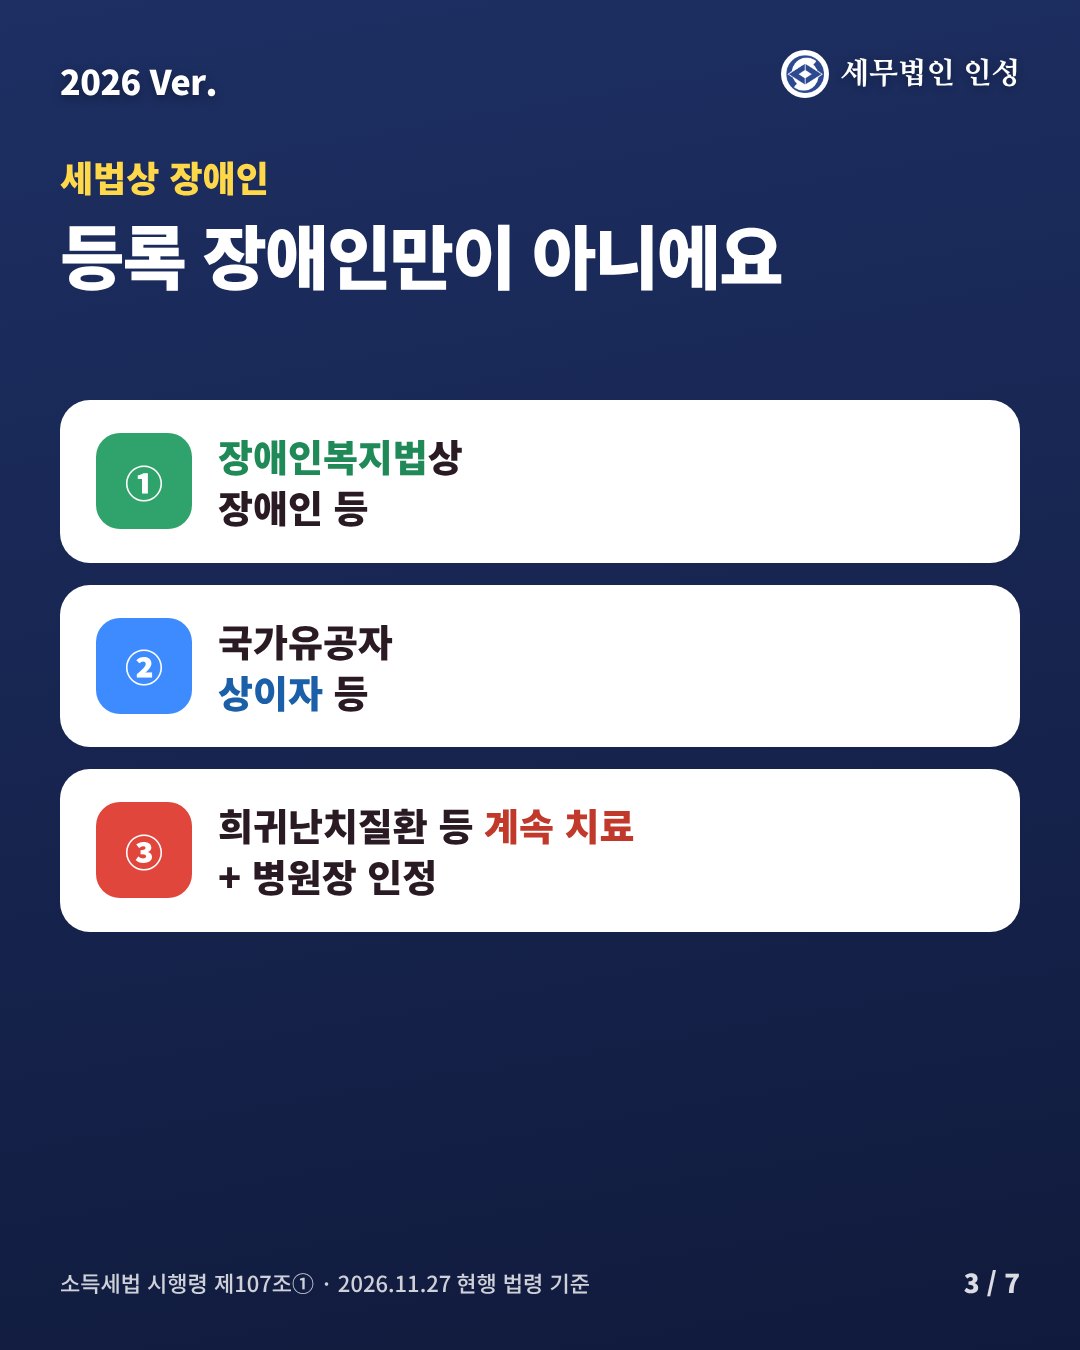 2026 Ver.
세무법인 인성
세법상 장애인
등록 장애인만이 아니에요
①
장애인복지법상
장애인 등
②
국가유공자
상이자 등
③
희귀난치질환 등 계속 치료
+ 병원장 인정
소득세법 시행령 제107조① · 2026.11.27 현행 법령 기준
3 / 7